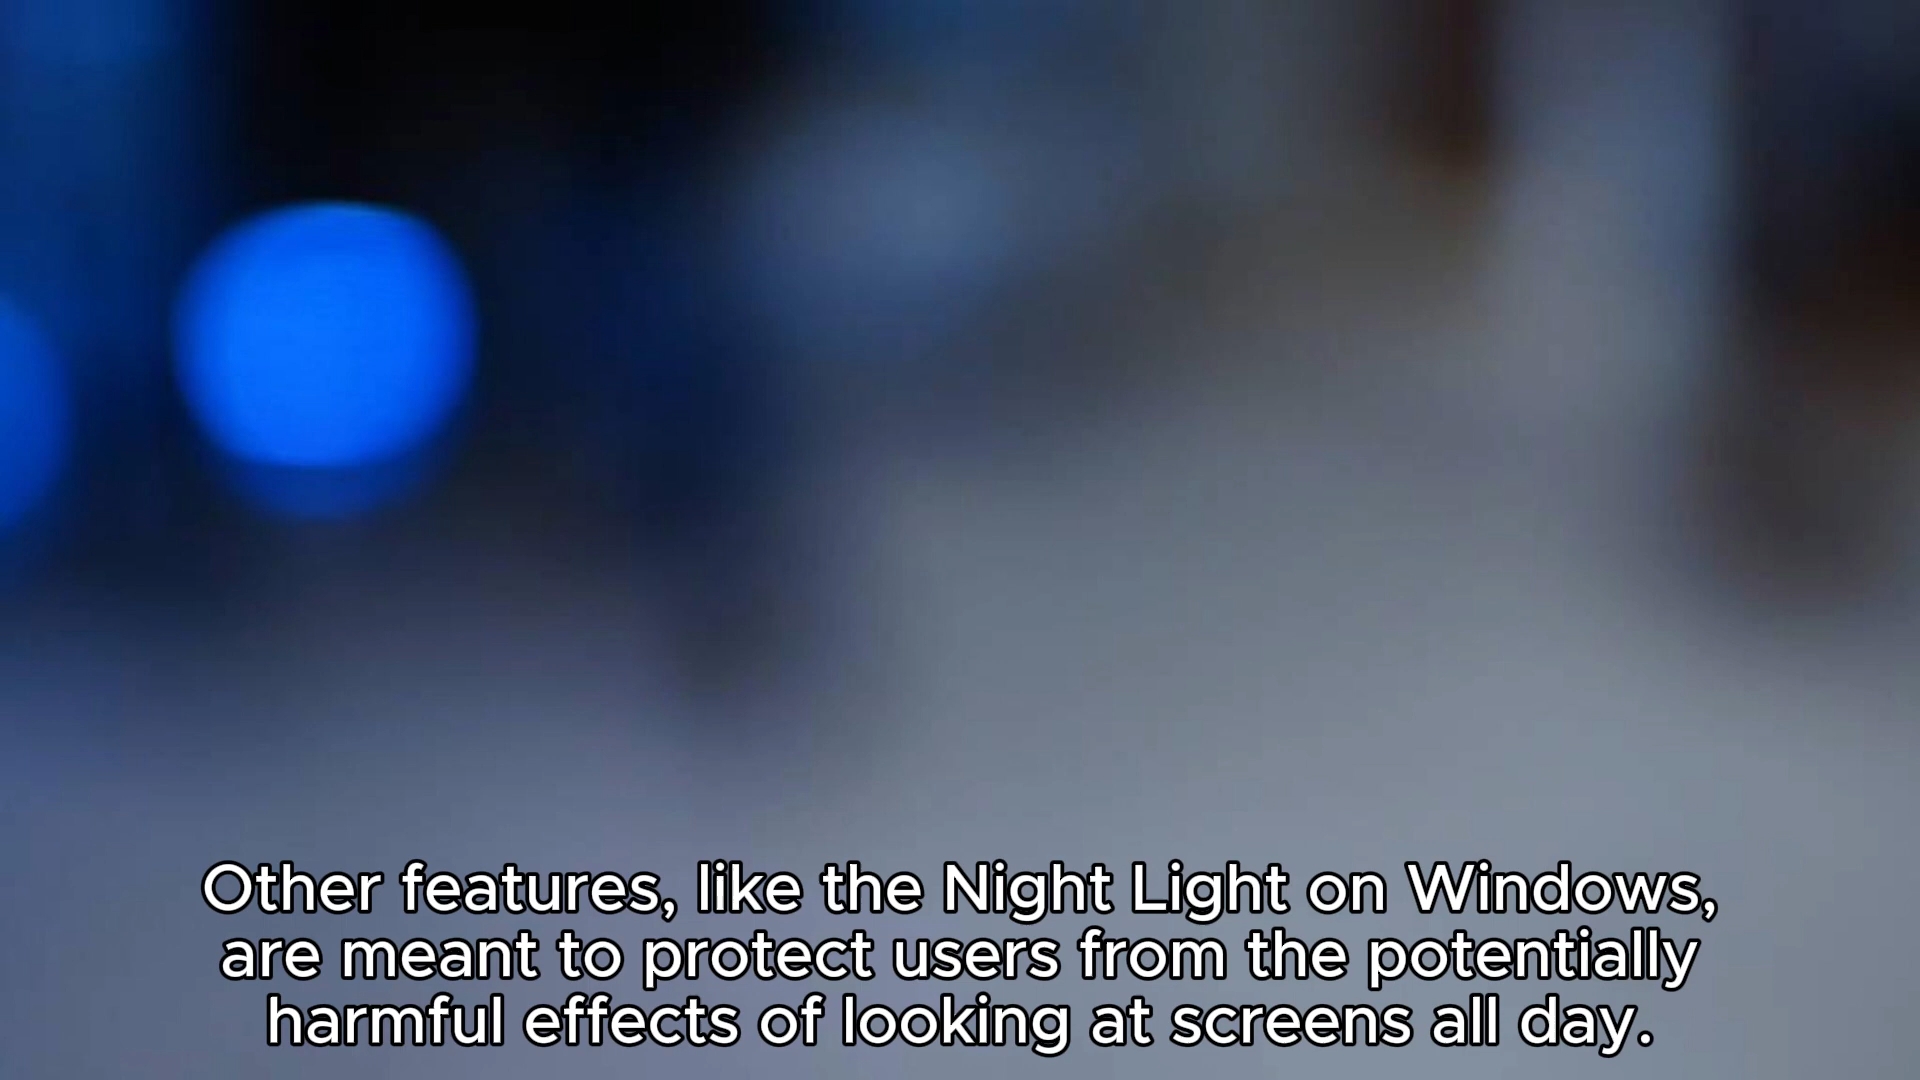 Other features, like the Night Light on Windows,
are meant to protect users from the potentially
harmful effects of looking at screens all day.